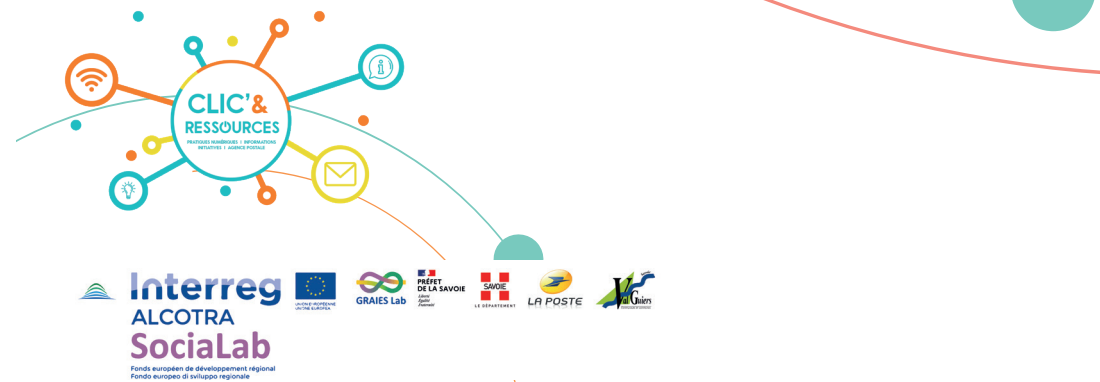 CLIC'&
RESSOURCES
PRATIQUES NUMÉRIQUES I INFORMATIONS
INITIATIVES I AGENCE POSTALE
Interreg
ALCOTRA
SociaLab
Fonds européen de développement régional
Fondo europeo di sviluppo regionale
UNION EUROPÉENNE
UNIONE EUROPEA
GRAIES Lab
PRÉFET
DE LA SAVOIE
Liberté
Égalité
Fraternité
SAVOIE
LE DÉPARTEMENT
LA POSTE
Val Guiers